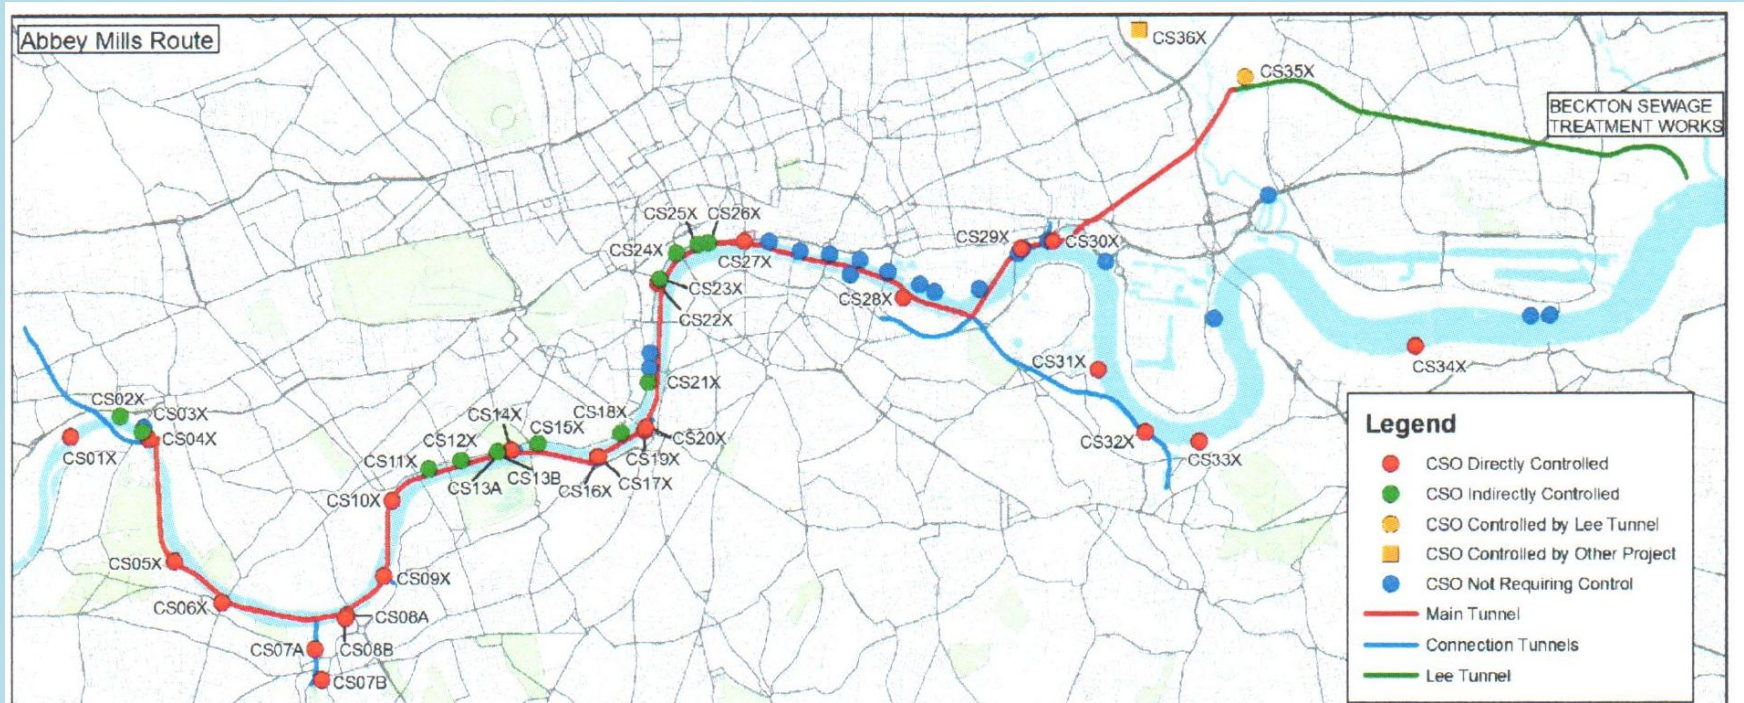 Abbey Mills Route
CS36X
CS35X
BECKTON SEWAGE
TREATMENT WORKS
CS25X
CS26X
CS24X
CS27X
CS23X
CS22X
CS29X
CS30X
CS28X
CS31X
CS34X
CS21X
CS02X
CS03X
CS04X
CS01X
CS14X
CS18X
CS15X
CS12X
CS20X
CS19X
CS11X
CS13A
CS13B
CS16X
CS17X
CS10X
CS32X
CS33X
CS05X
CS09X
CS06X
CS08A
CS07A
CS08B
CS07B
Legend
CSO Directly Controlled
CSO Indirectly Controlled
CSO Controlled by Lee Tunnel
CSO Controlled by Other Project
CSO Not Requiring Control
Main Tunnel
Connection Tunnels
Lee Tunnel